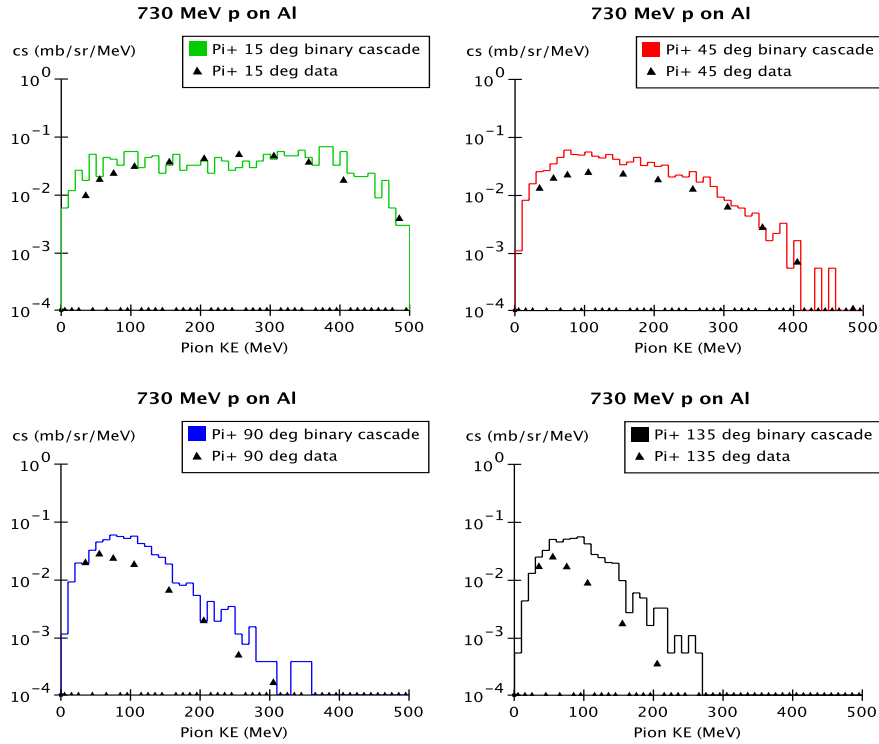 730 MeV p on Al
cs (mb/sr/MeV)
Pi+ 15 deg binary cascade
Pi+ 15 deg data
10^0
10^-1
10^-2
10^-3
10^-4
0 100 200 300 400 500
Pion KE (MeV)
730 MeV p on Al
cs (mb/sr/MeV)
Pi+ 45 deg binary cascade
Pi+ 45 deg data
10^0
10^-1
10^-2
10^-3
10^-4
0 100 200 300 400 500
Pion KE (MeV)
730 MeV p on Al
cs (mb/sr/MeV)
Pi+ 90 deg binary cascade
Pi+ 90 deg data
10^0
10^-1
10^-2
10^-3
10^-4
0 100 200 300 400 500
Pion KE (MeV)
730 MeV p on Al
cs (mb/sr/MeV)
Pi+ 135 deg binary cascade
Pi+ 135 deg data
10^0
10^-1
10^-2
10^-3
10^-4
0 100 200 300 400 500
Pion KE (MeV)